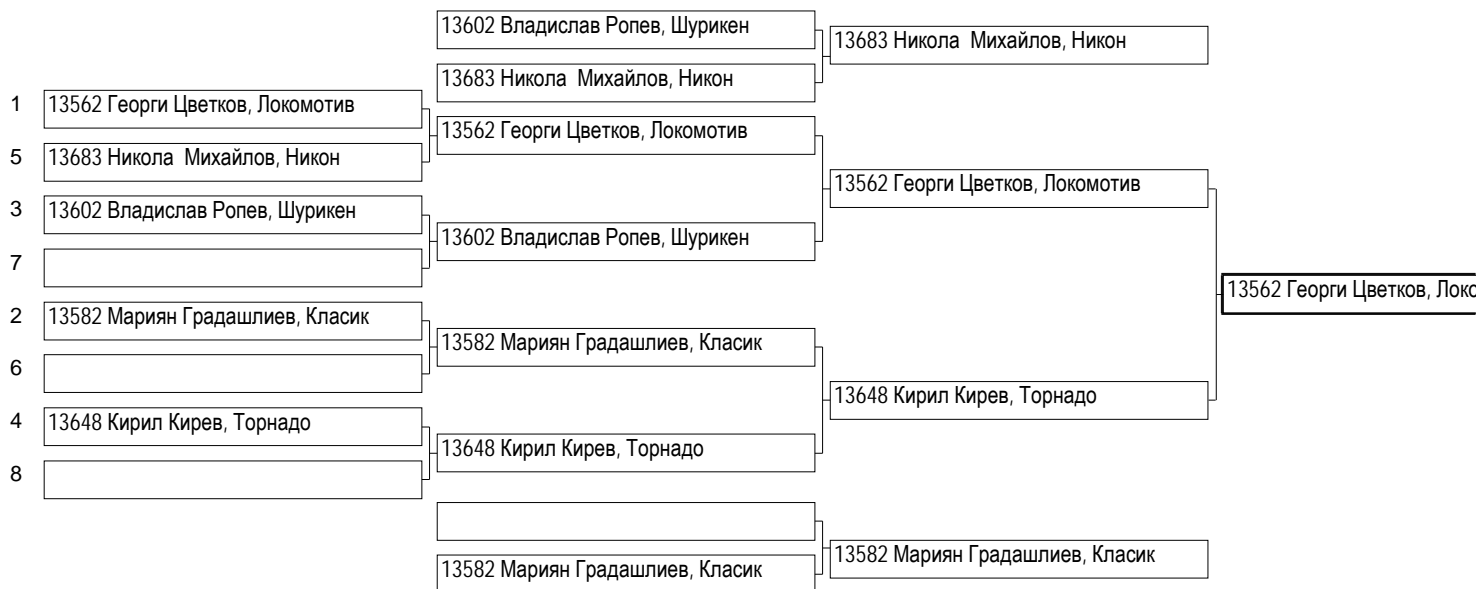 13602 Владислав Ропев, Шурикен
13683 Никола  Михайлов, Никон
13683 Никола  Михайлов, Никон
1 13562 Георги Цветков, Локомотив
13562 Георги Цветков, Локомотив
5 13683 Никола  Михайлов, Никон
13562 Георги Цветков, Локомотив
3 13602 Владислав Ропев, Шурикен
13602 Владислав Ропев, Шурикен
7
13562 Георги Цветков, Локо
2 13582 Мариян Градашлиев, Класик
13582 Мариян Градашлиев, Класик
6
13648 Кирил Кирев, Торнадо
4 13648 Кирил Кирев, Торнадо
13648 Кирил Кирев, Торнадо
8
13582 Мариян Градашлиев, Класик
13582 Мариян Градашлиев, Класик